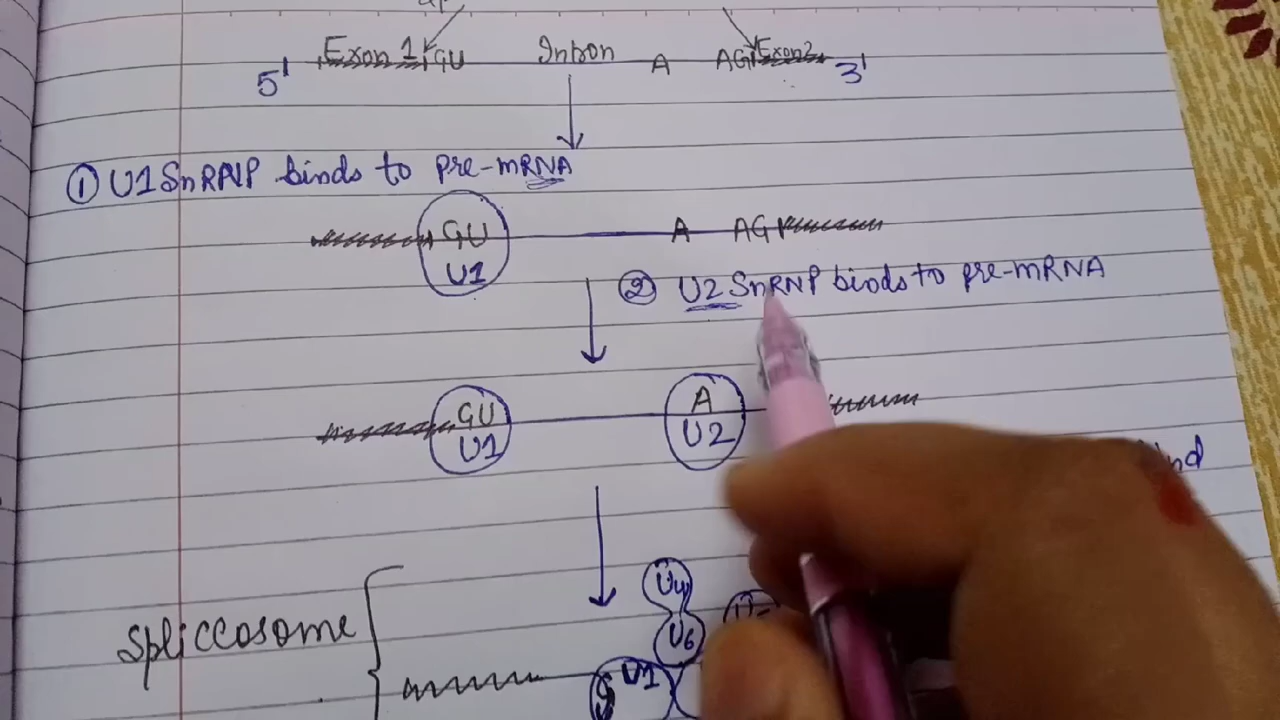 Exon 1 GU Intron A AG Exon2
5' 3'
① U1 SnRNP binds to pre-mRNA
GU A AG
U1
② U2 SnRNP binds to pre-mRNA
GU A
U1 U2
U4
U6
Spliceosome
U1